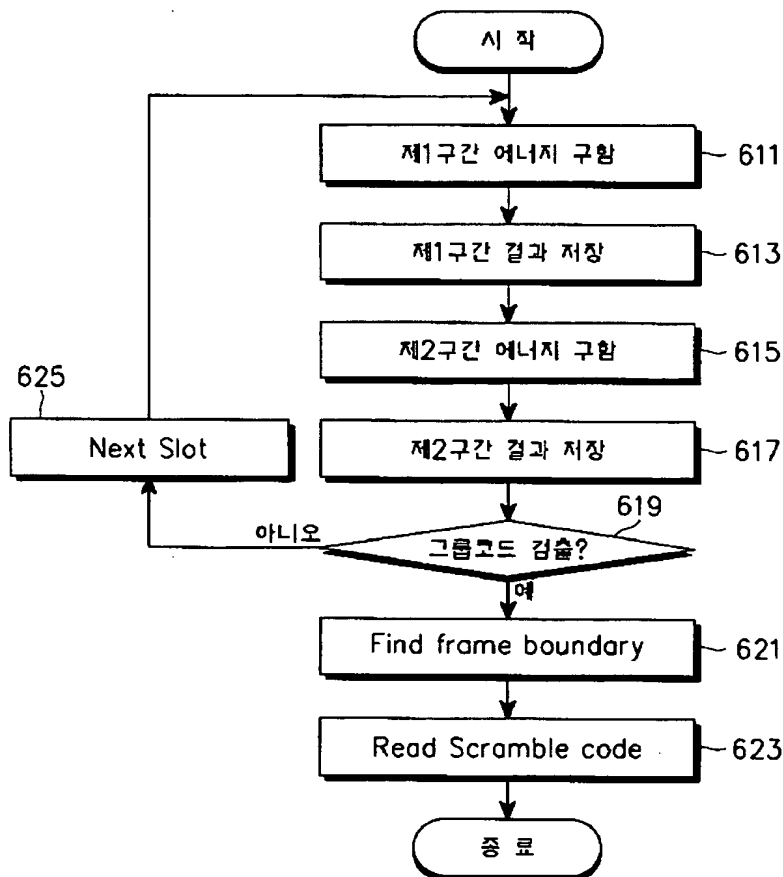 시 작
제1구간 에너지 구함
611
제1구간 결과 저장
613
제2구간 에너지 구함
615
625
Next Slot
제2구간 결과 저장
617
619
아니오
그룹코드 검출?
예
Find frame boundary
621
Read Scramble code
623
종 료